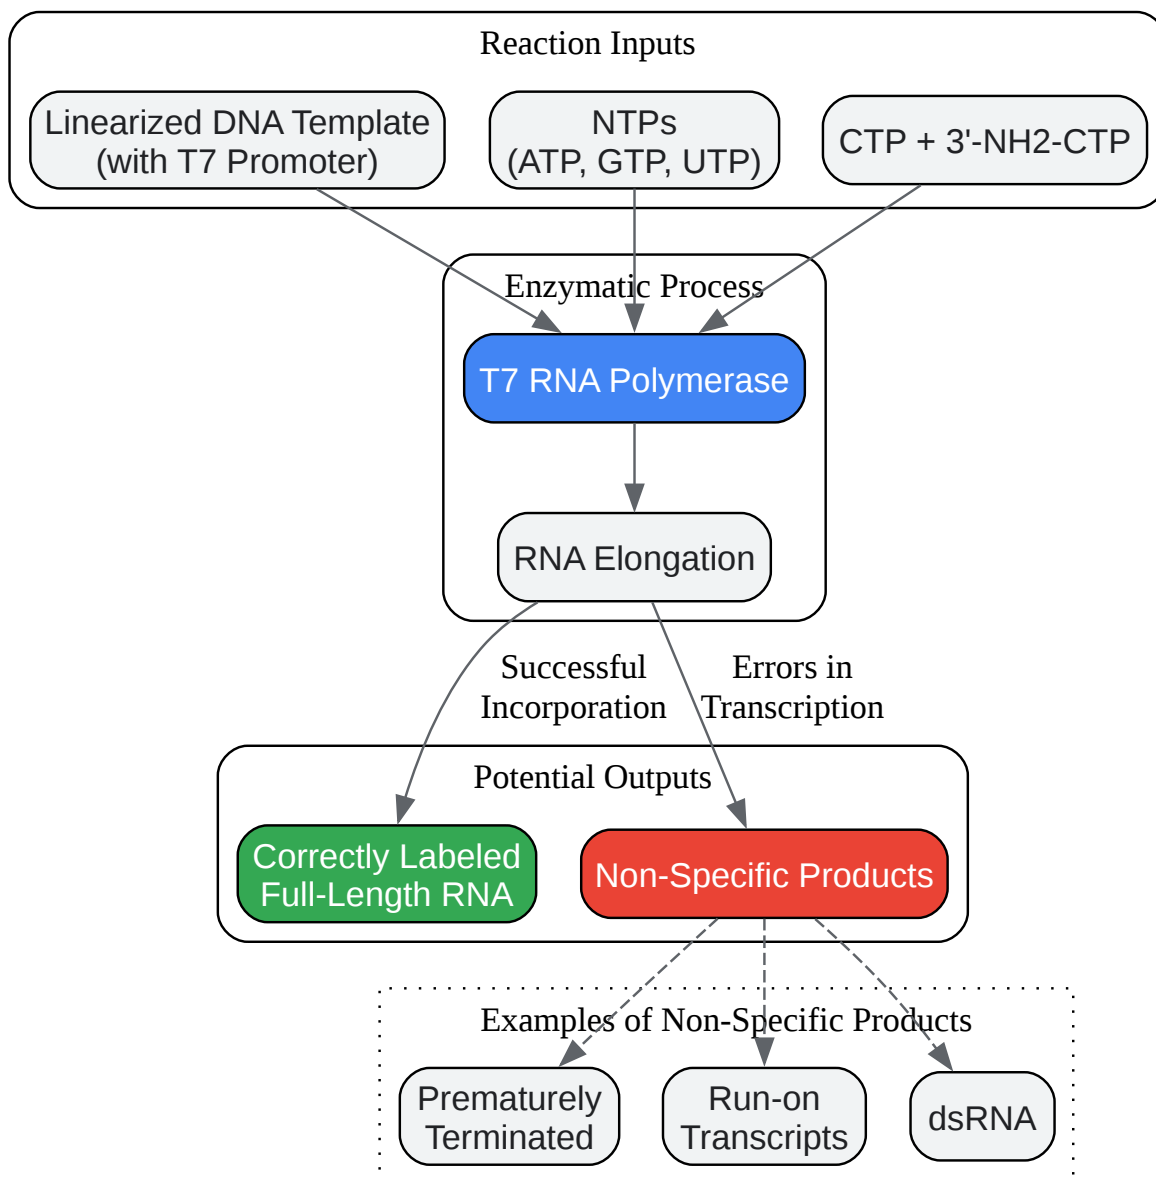 Reaction Inputs
Linearized DNA Template
(with T7 Promoter)
NTPs
(ATP, GTP, UTP)
CTP + 3'-NH2-CTP
Enzymatic Process
T7 RNA Polymerase
RNA Elongation
Successful
Incorporation
Errors in
Transcription
Potential Outputs
Correctly Labeled
Full-Length RNA
Non-Specific Products
Examples of Non-Specific Products
Prematurely
Terminated
Run-on
Transcripts
dsRNA